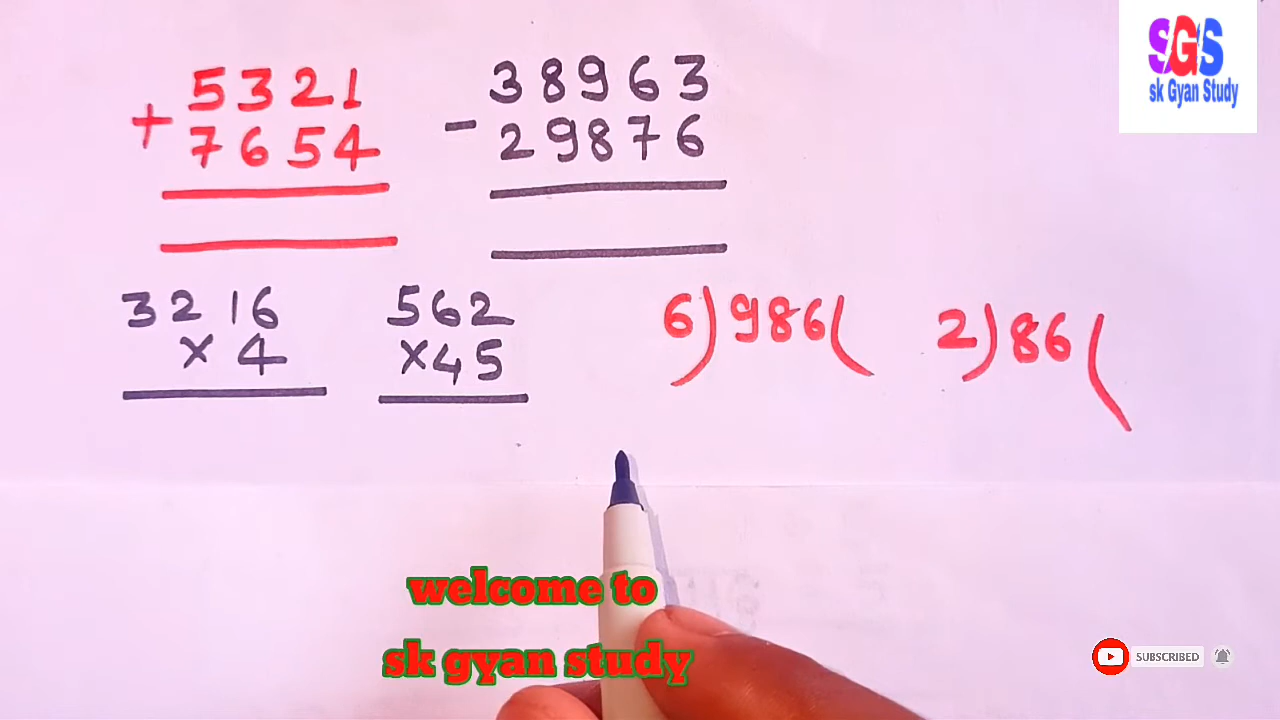 5321
+ 7654
38963
- 29876
3216
× 4
562
×45
6)986(
2)86(
SGS
sk Gyan Study
welcome to
sk gyan study
SUBSCRIBED